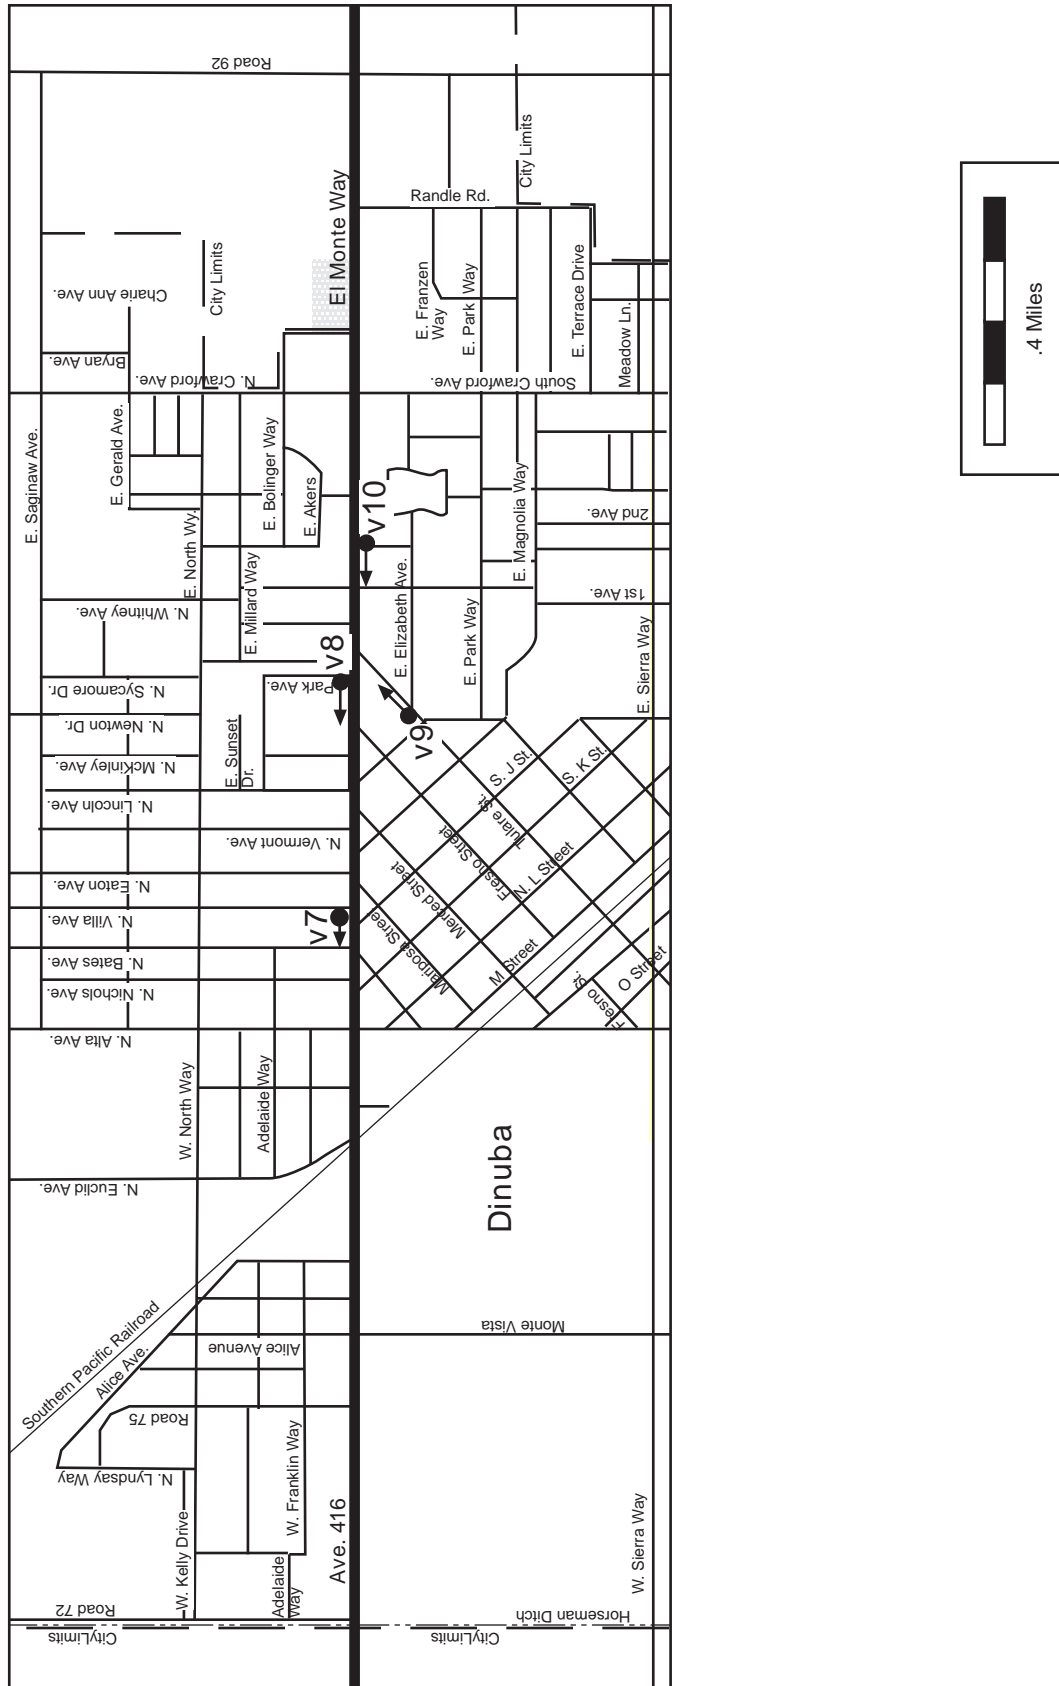 Road 92
El Monte Way
Randle Rd.
City Limits
City Limits
Charie Ann Ave.
Bryan Ave.
N. Crawford Ave.
South Crawford Ave.
E. Franzen
Way
E. Park Way
E. Terrace Drive
Meadow Ln.
.4 Miles
E. Saginaw Ave.
E. Gerald Ave.
E. North Wy.
E. Bolinger Way
E. Akers
v10
E. Magnolia Way
2nd Ave.
1st Ave.
N. Whitney Ave.
E. Millard Way
E. Elizabeth Ave.
E. Park Way
E. Sierra Way
v8
Park Ave.
N. Sycamore Dr.
N. Newton Dr
N. McKinley Ave
E. Sunset
Dr.
v9
N. Lincoln Ave
N. Vermont Ave.
N. Eaton Ave
N. Villa Ave
v7
N. Bates Ave
N. Nichols Ave
N. Alta Ave.
S. J St.
S. K St.
Tulare St.
Fresno Street
N. L Street
Merced Street
Mariposa Street
M Street
Fresno
St.
O Street
W. North Way
Adelaide Way
N. Euclid Ave.
Dinuba
Southern Pacific Railroad
Alice Ave.
Alice Avenue
Monte Vista
Road 75
N. Lyndsay Way
W. Kelly Drive
W. Franklin Way
Adelaide
Way
Ave. 416
W. Sierra Way
Road 72
Horseman Ditch
CityLimits
CityLimits